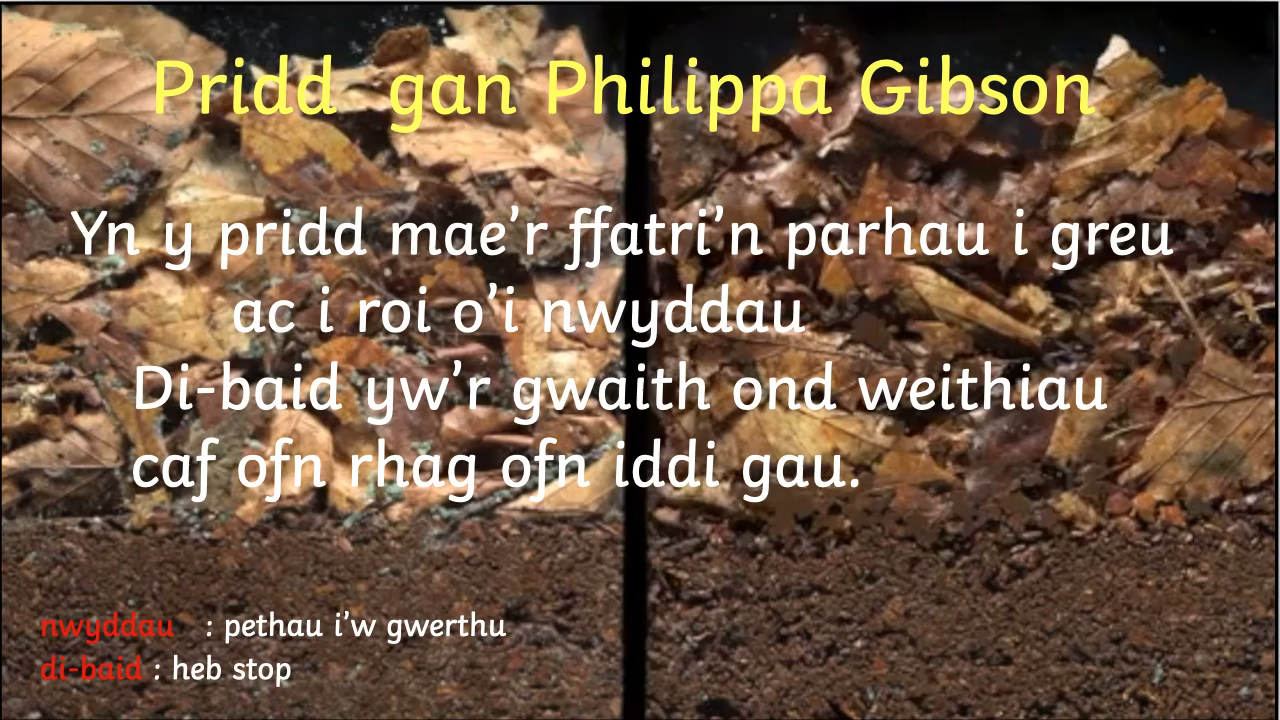 Pridd gan Philippa Gibson
Yn y pridd mae’r ffatri’n parhau i greu
ac i roi o’i nwyddau
Di-baid yw’r gwaith ond weithiau
caf ofn rhag ofn iddi gau.
nwyddau : pethau i’w gwerthu
di-baid : heb stop